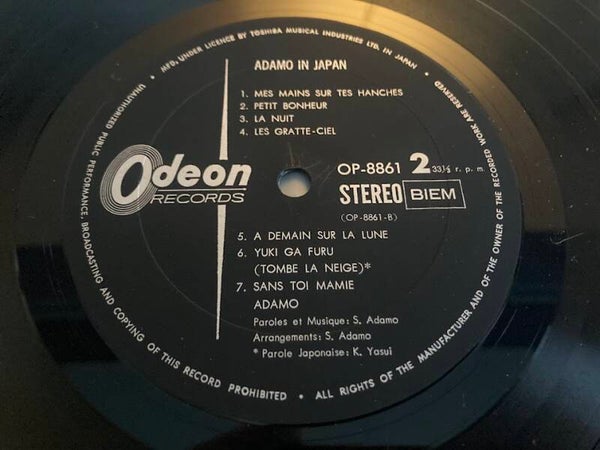 • MFD. UNDER LICENCE BY TOSHIBA MUSICAL INDUSTRIES LTD. IN JAPAN •
ADAMO IN JAPAN
1. MES MAINS SUR TES HANCHES
2. PETIT BONHEUR
3. LA NUIT
4. LES GRATTE-CIEL
Odeon
RECORDS
OP-8861 2 33⅓ r. p. m.
STEREO BIEM
(OP-8861-B)
5. A DEMAIN SUR LA LUNE
6. YUKI GA FURU
(TOMBE LA NEIGE)*
7. SANS TOI MAMIE
ADAMO
Paroles et Musique: S. Adamo
Arrangements: S. Adamo
* Parole Japonaise: K. Yasui
UNAUTHORIZED PUBLIC PERFORMANCE, BROADCASTING AND COPYING OF THIS RECORD PROHIBITED • ALL RIGHTS OF THE MANUFACTURER AND OF THE OWNER OF THE RECORDED WORK ARE RESERVED